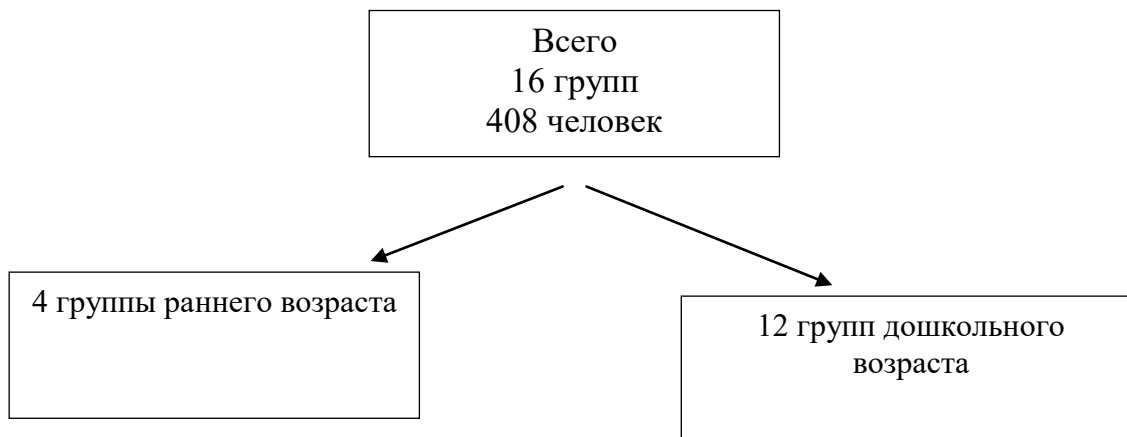 Всего
16 групп
408 человек
4 группы раннего возраста
12 групп дошкольного
возраста